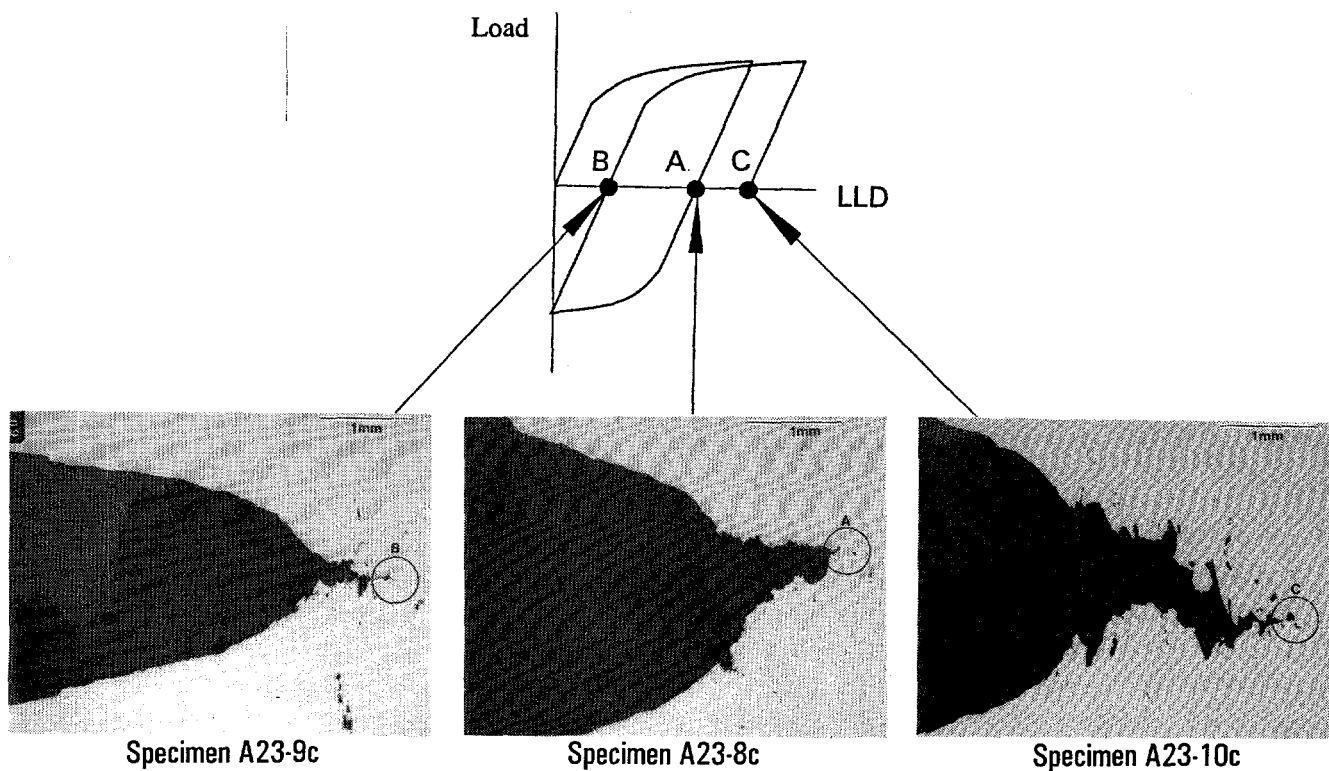 Load
B
A
C
LLD
1mm
B
1mm
A
1mm
C
Specimen A23-9c
Specimen A23-8c
Specimen A23-10c